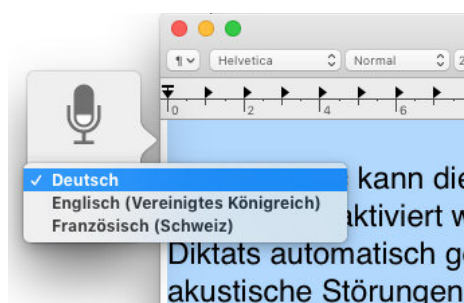 ¶ Helvetica Normal 2
0 2 4 6
✓ Deutsch
Englisch (Vereinigtes Königreich)
Französisch (Schweiz)
kann die
aktiviert w
Diktats automatisch g
akustische Störungen